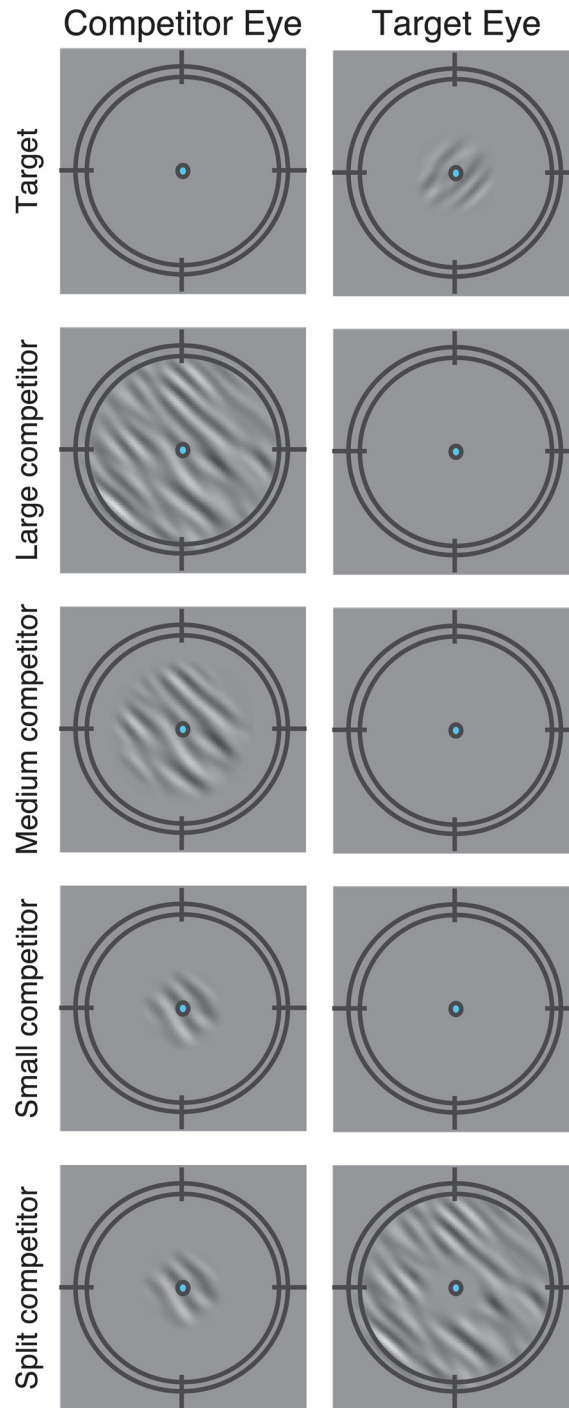 Competitor Eye Target Eye
Target
Large competitor
Medium competitor
Small competitor
Split competitor